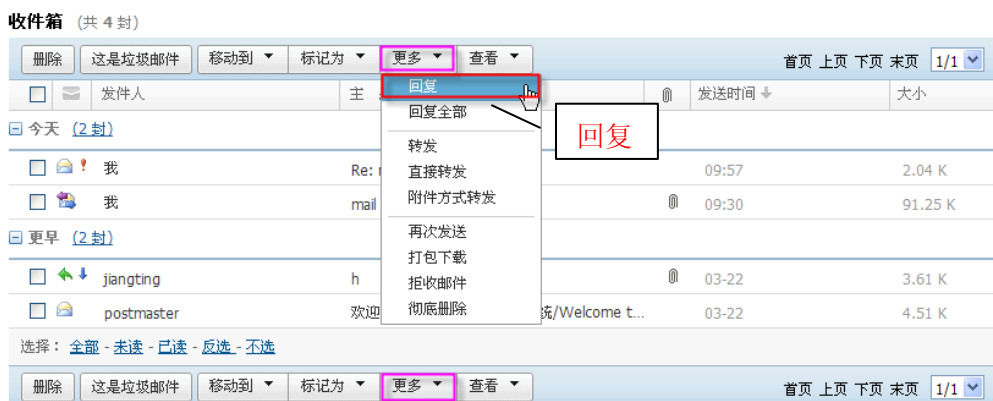 收件箱 (共 4 封)
删除 这是垃圾邮件 移动到 标记为 更多 查看 首页 上页 下页 末页 1/1
发件人 主 发送时间 大小
回复
回复全部
转发
直接转发
附件方式转发
再次发送
打包下载
拒收邮件
彻底删除
回复
今天 (2 封)
我 Re: 09:57 2.04 K
我 mail 09:30 91.25 K
更早 (2 封)
jiangting h 03-22 3.61 K
postmaster 欢迎 统/Welcome t... 03-22 4.51 K
选择: 全部 - 未读 - 已读 - 反选 - 不选
删除 这是垃圾邮件 移动到 标记为 更多 查看 首页 上页 下页 末页 1/1